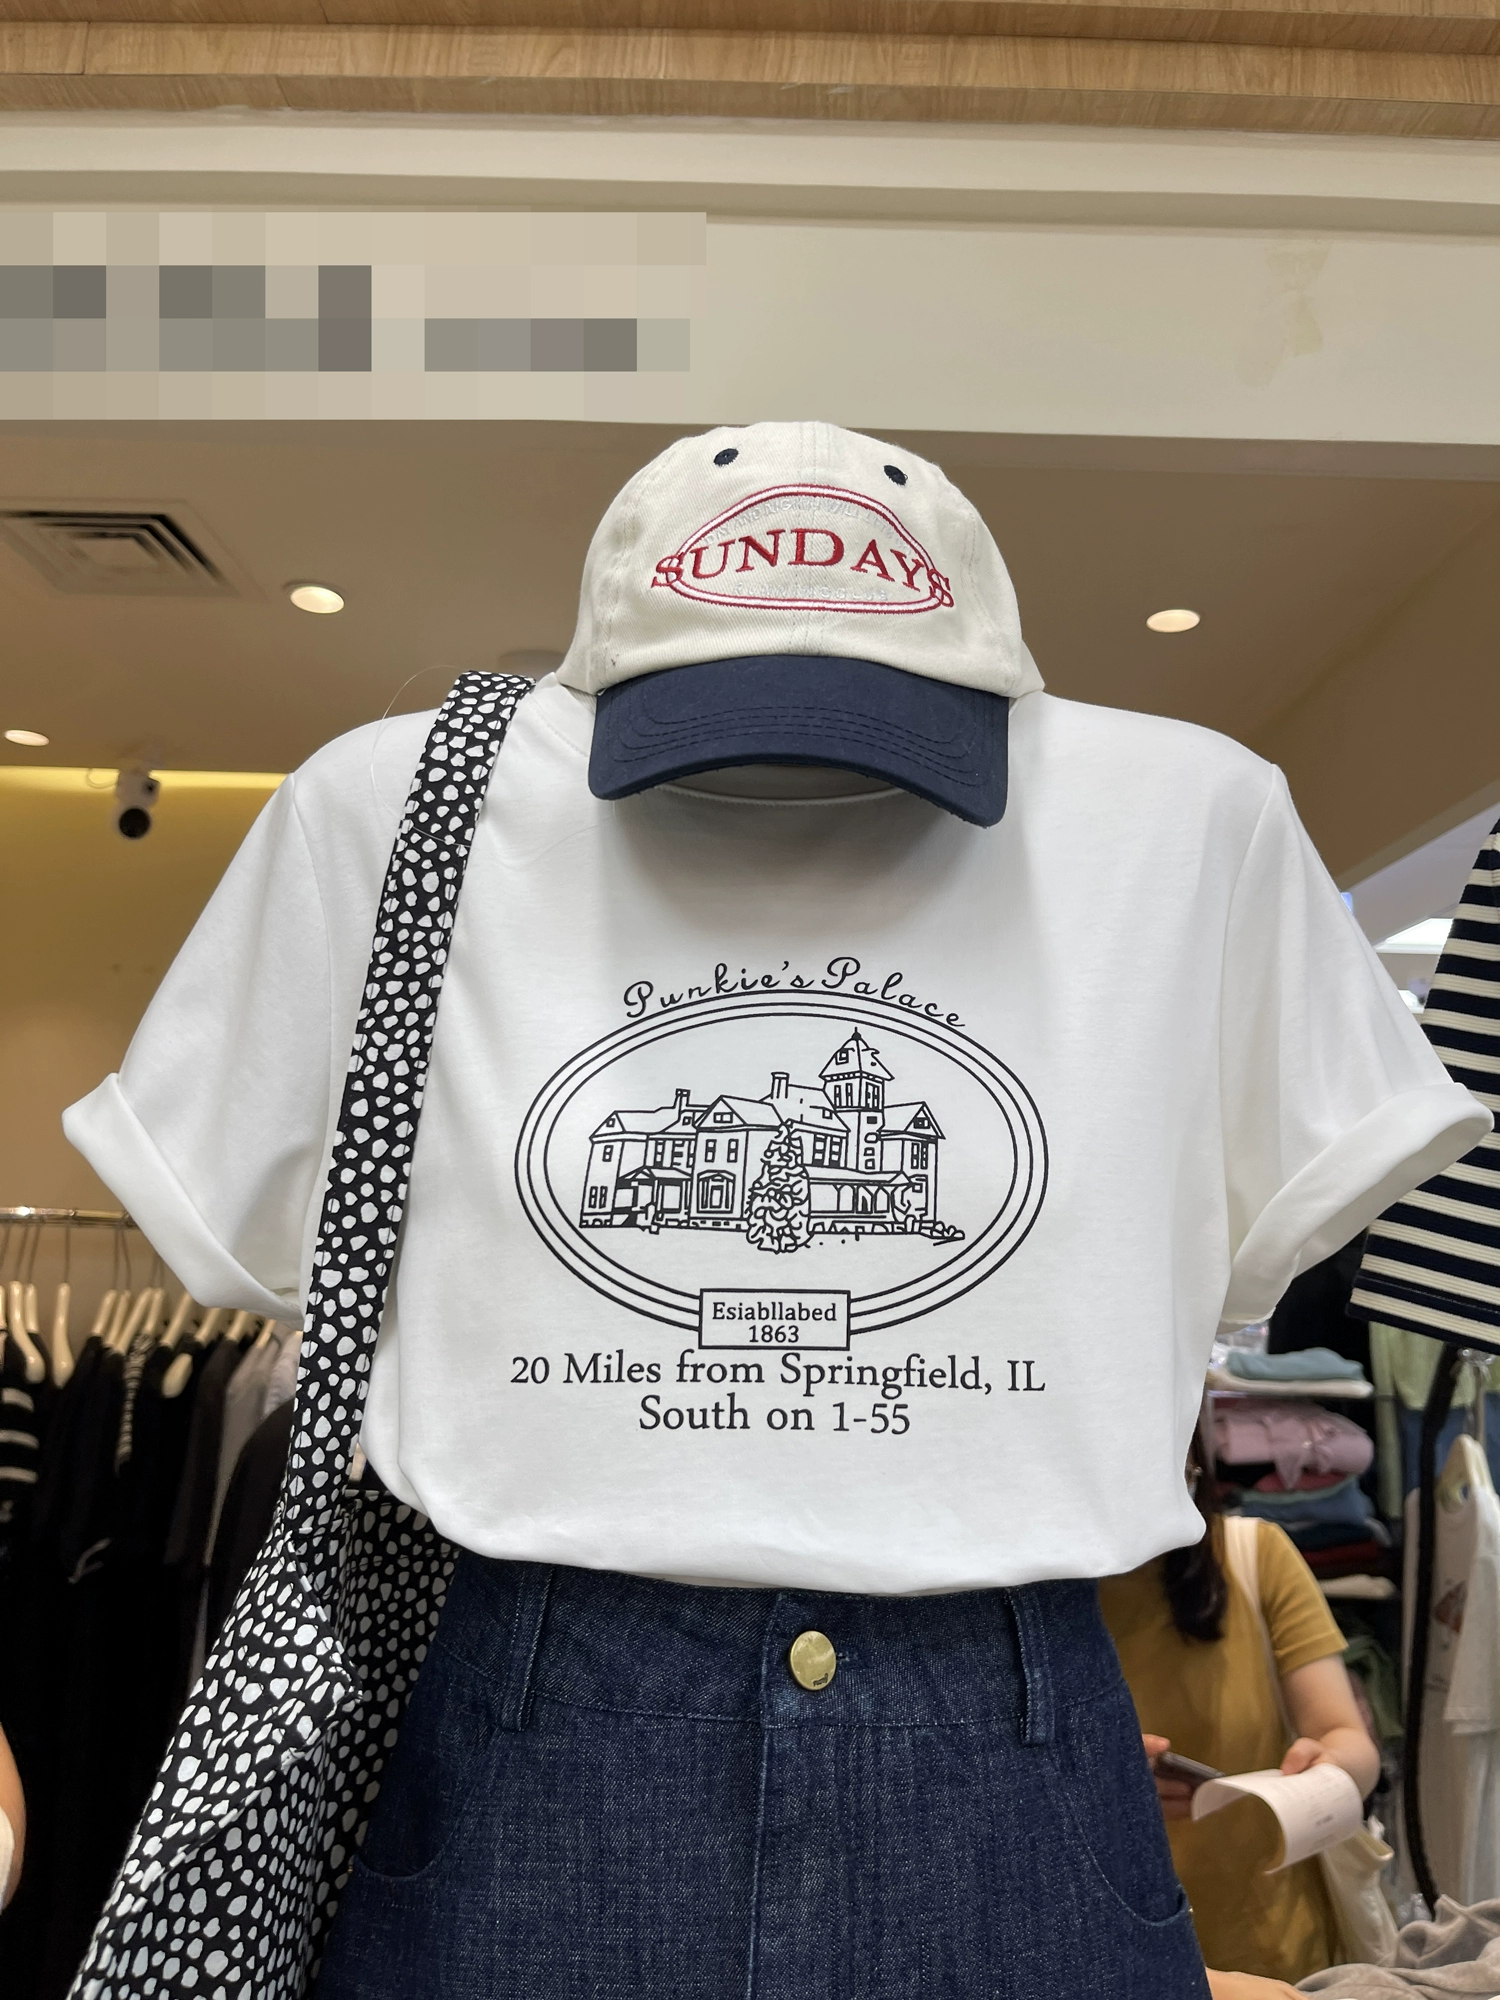 SUNDAYS
Punkie's Palace
Esiabllabed
1863
20 Miles from Springfield, IL
South on 1-55